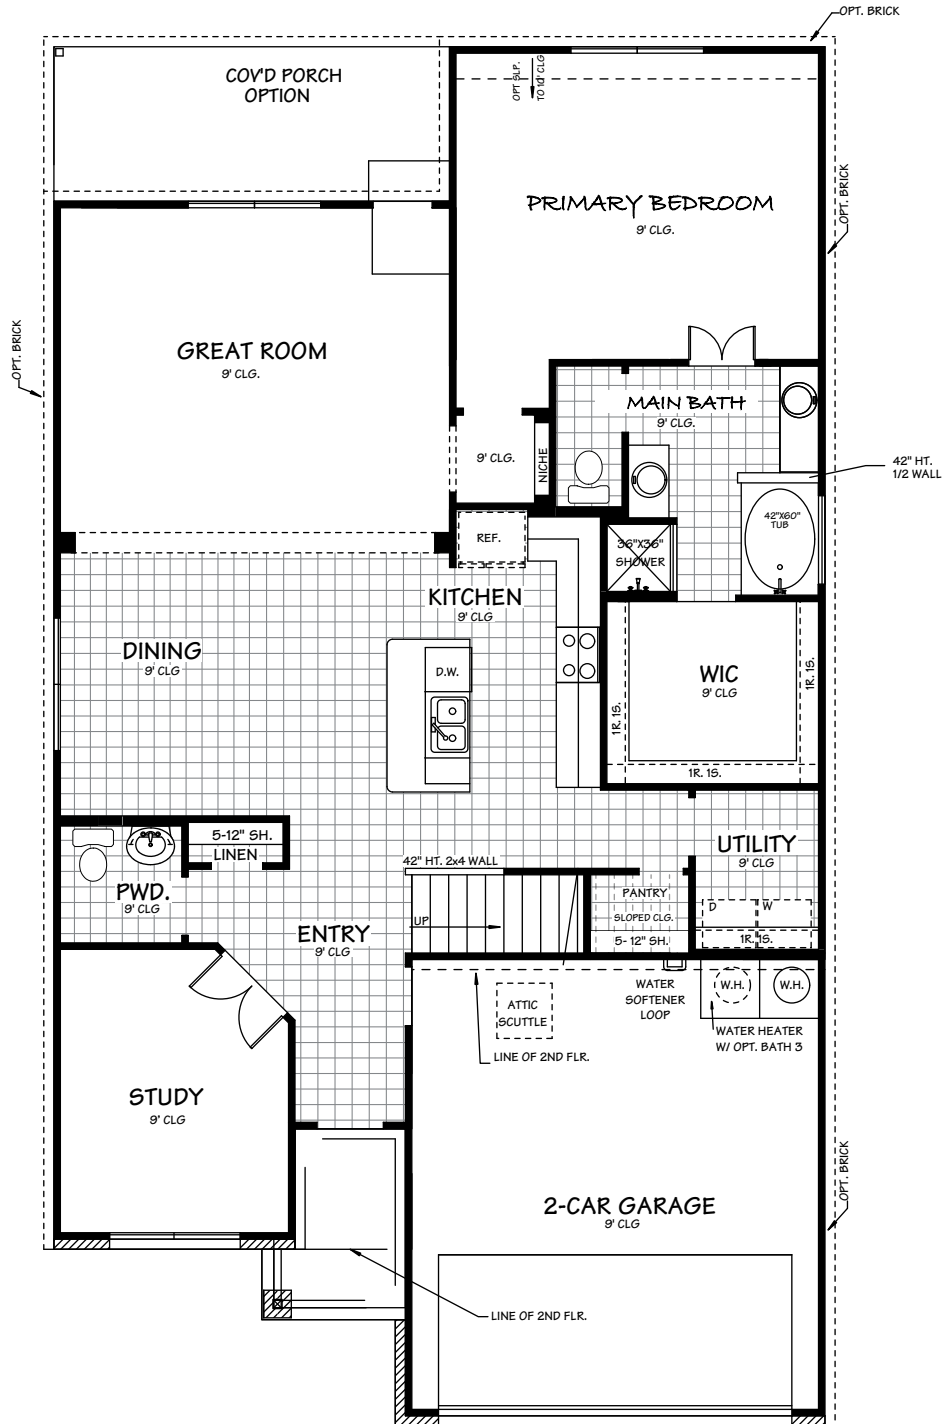 OPT. BRICK
COV'D PORCH
OPTION
OPT SLP.
TO 10' CLG
OPT. BRICK
PRIMARY BEDROOM
9' CLG.
OPT. BRICK
GREAT ROOM
9' CLG.
MAIN BATH
9' CLG.
9' CLG.
NICHE
42" HT.
1/2 WALL
42"X60"
TUB
REF.
36"X36"
SHOWER
KITCHEN
9' CLG
DINING
9' CLG
D.W.
WIC
9' CLG
1R. 1S.
1R. 1S.
1R. 1S.
5-12" SH.
LINEN
42" HT. 2x4 WALL
UTILITY
9' CLG
PWD.
9' CLG
PANTRY
SLOPED CLG.
5- 12" SH.
D
W
1R. 1S.
UP
ENTRY
9' CLG
WATER
SOFTENER
LOOP
W.H.
W.H.
ATTIC
SCUTTLE
WATER HEATER
W/ OPT. BATH 3
LINE OF 2ND FLR.
STUDY
9' CLG
OPT. BRICK
2-CAR GARAGE
9' CLG
LINE OF 2ND FLR.